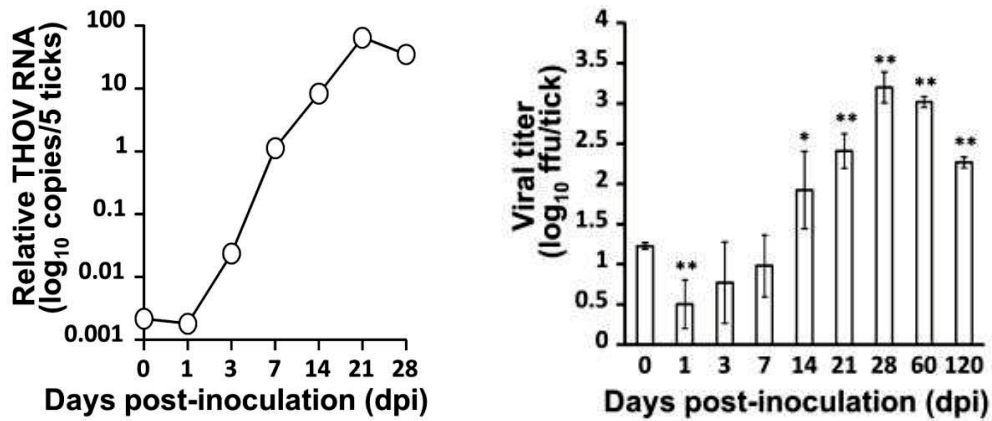 Relative THOV RNA
(log10 copies/5 ticks)
100
10
1
0.1
0.01
0.001
0 1 3 7 14 21 28
Days post-inoculation (dpi)
Viral titer
(log10 ffu/tick)
4
3.5
3
2.5
2
1.5
1
0.5
0
** * ** ** ** **
0 1 3 7 14 21 28 60 120
Days post-inoculation (dpi)